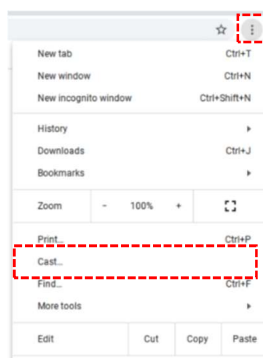 New tab Ctrl+T
New window Ctrl+N
New incognito window Ctrl+Shift+N
History
Downloads Ctrl+J
Bookmarks
Zoom - 100% +
Print... Ctrl+P
Cast...
Find... Ctrl+F
More tools
Edit Cut Copy Paste